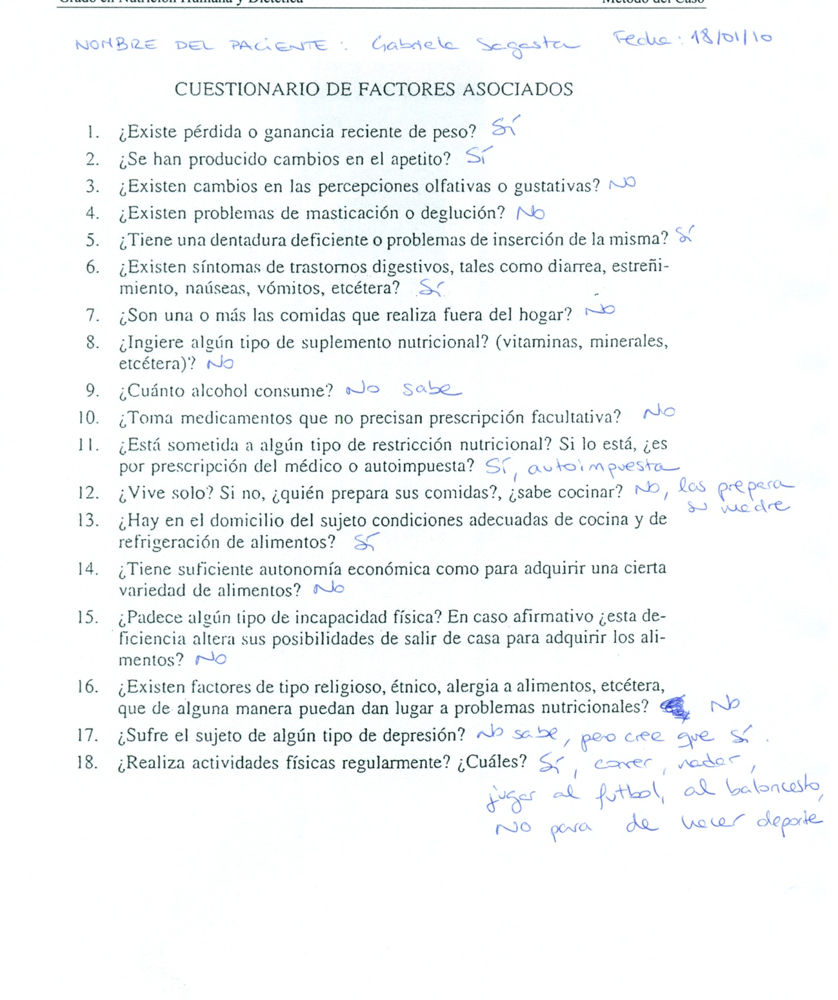 Grado en Nutrición Humana y Dietética Método del Caso
NOMBRE DEL PACIENTE: Gabriela Sagasta Fecha: 18/01/10
CUESTIONARIO DE FACTORES ASOCIADOS
1. ¿Existe pérdida o ganancia reciente de peso? Sí
2. ¿Se han producido cambios en el apetito? Sí
3. ¿Existen cambios en las percepciones olfativas o gustativas? NO
4. ¿Existen problemas de masticación o deglución? No
5. ¿Tiene una dentadura deficiente o problemas de inserción de la misma? Sí
6. ¿Existen síntomas de trastornos digestivos, tales como diarrea, estreñi-
miento, naúseas, vómitos, etcétera? Sí
7. ¿Son una o más las comidas que realiza fuera del hogar? No
8. ¿Ingiere algún tipo de suplemento nutricional? (vitaminas, minerales,
etcétera)? No
9. ¿Cuánto alcohol consume? No sabe
10. ¿Toma medicamentos que no precisan prescripción facultativa? No
11. ¿Está sometida a algún tipo de restricción nutricional? Si lo está, ¿es
por prescripción del médico o autoimpuesta? Sí, autoimpuesta
12. ¿Vive solo? Si no, ¿quién prepara sus comidas?, ¿sabe cocinar? No, las prepara
su madre
13. ¿Hay en el domicilio del sujeto condiciones adecuadas de cocina y de
refrigeración de alimentos? Sí
14. ¿Tiene suficiente autonomía económica como para adquirir una cierta
variedad de alimentos? No
15. ¿Padece algún tipo de incapacidad física? En caso afirmativo ¿esta de-
ficiencia altera sus posibilidades de salir de casa para adquirir los ali-
mentos? No
16. ¿Existen factores de tipo religioso, étnico, alergia a alimentos, etcétera,
que de alguna manera puedan dan lugar a problemas nutricionales? No
17. ¿Sufre el sujeto de algún tipo de depresión? No sabe, pero cree que sí.
18. ¿Realiza actividades físicas regularmente? ¿Cuáles? Sí, correr, nadar,
jugar al futbol, al baloncesto,
No para de hacer deporte